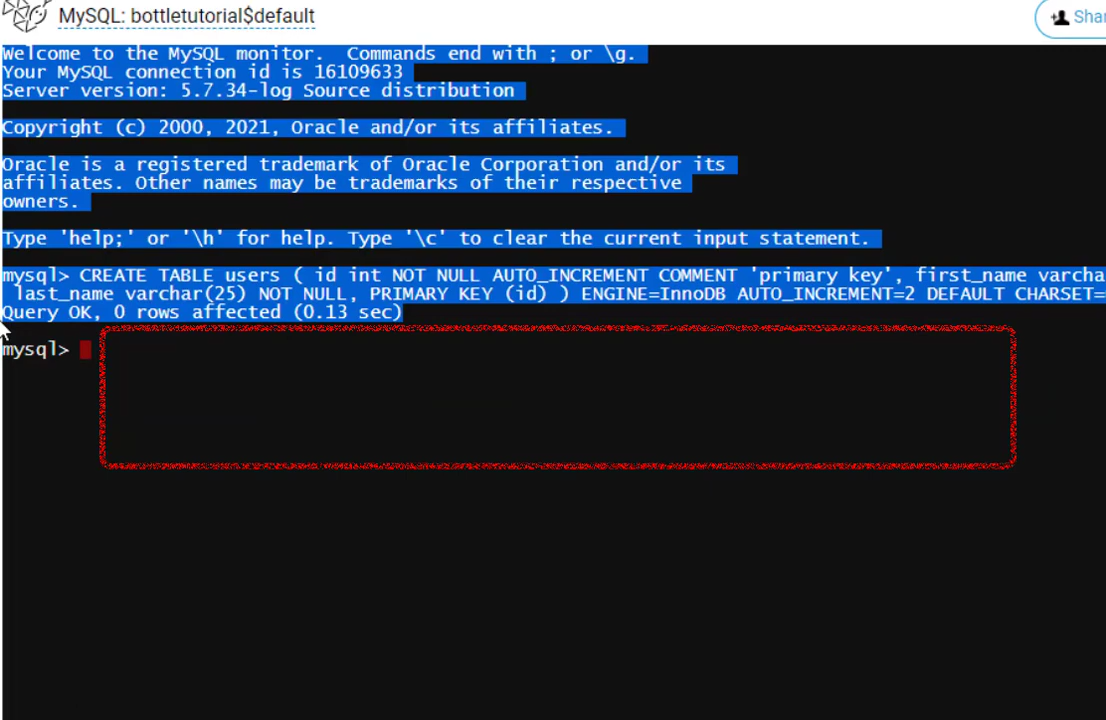 MySQL: bottletutorial$default
Shar
Welcome to the MySQL monitor.  Commands end with ; or \g.
Your MySQL connection id is 16109633
Server version: 5.7.34-log Source distribution
Copyright (c) 2000, 2021, Oracle and/or its affiliates.
Oracle is a registered trademark of Oracle Corporation and/or its
affiliates. Other names may be trademarks of their respective
owners.
Type 'help;' or '\h' for help. Type '\c' to clear the current input statement.
mysql> CREATE TABLE users ( id int NOT NULL AUTO_INCREMENT COMMENT 'primary key', first_name varcha
last_name varchar(25) NOT NULL, PRIMARY KEY (id) ) ENGINE=InnoDB AUTO_INCREMENT=2 DEFAULT CHARSET=
Query OK, 0 rows affected (0.13 sec)
mysql>